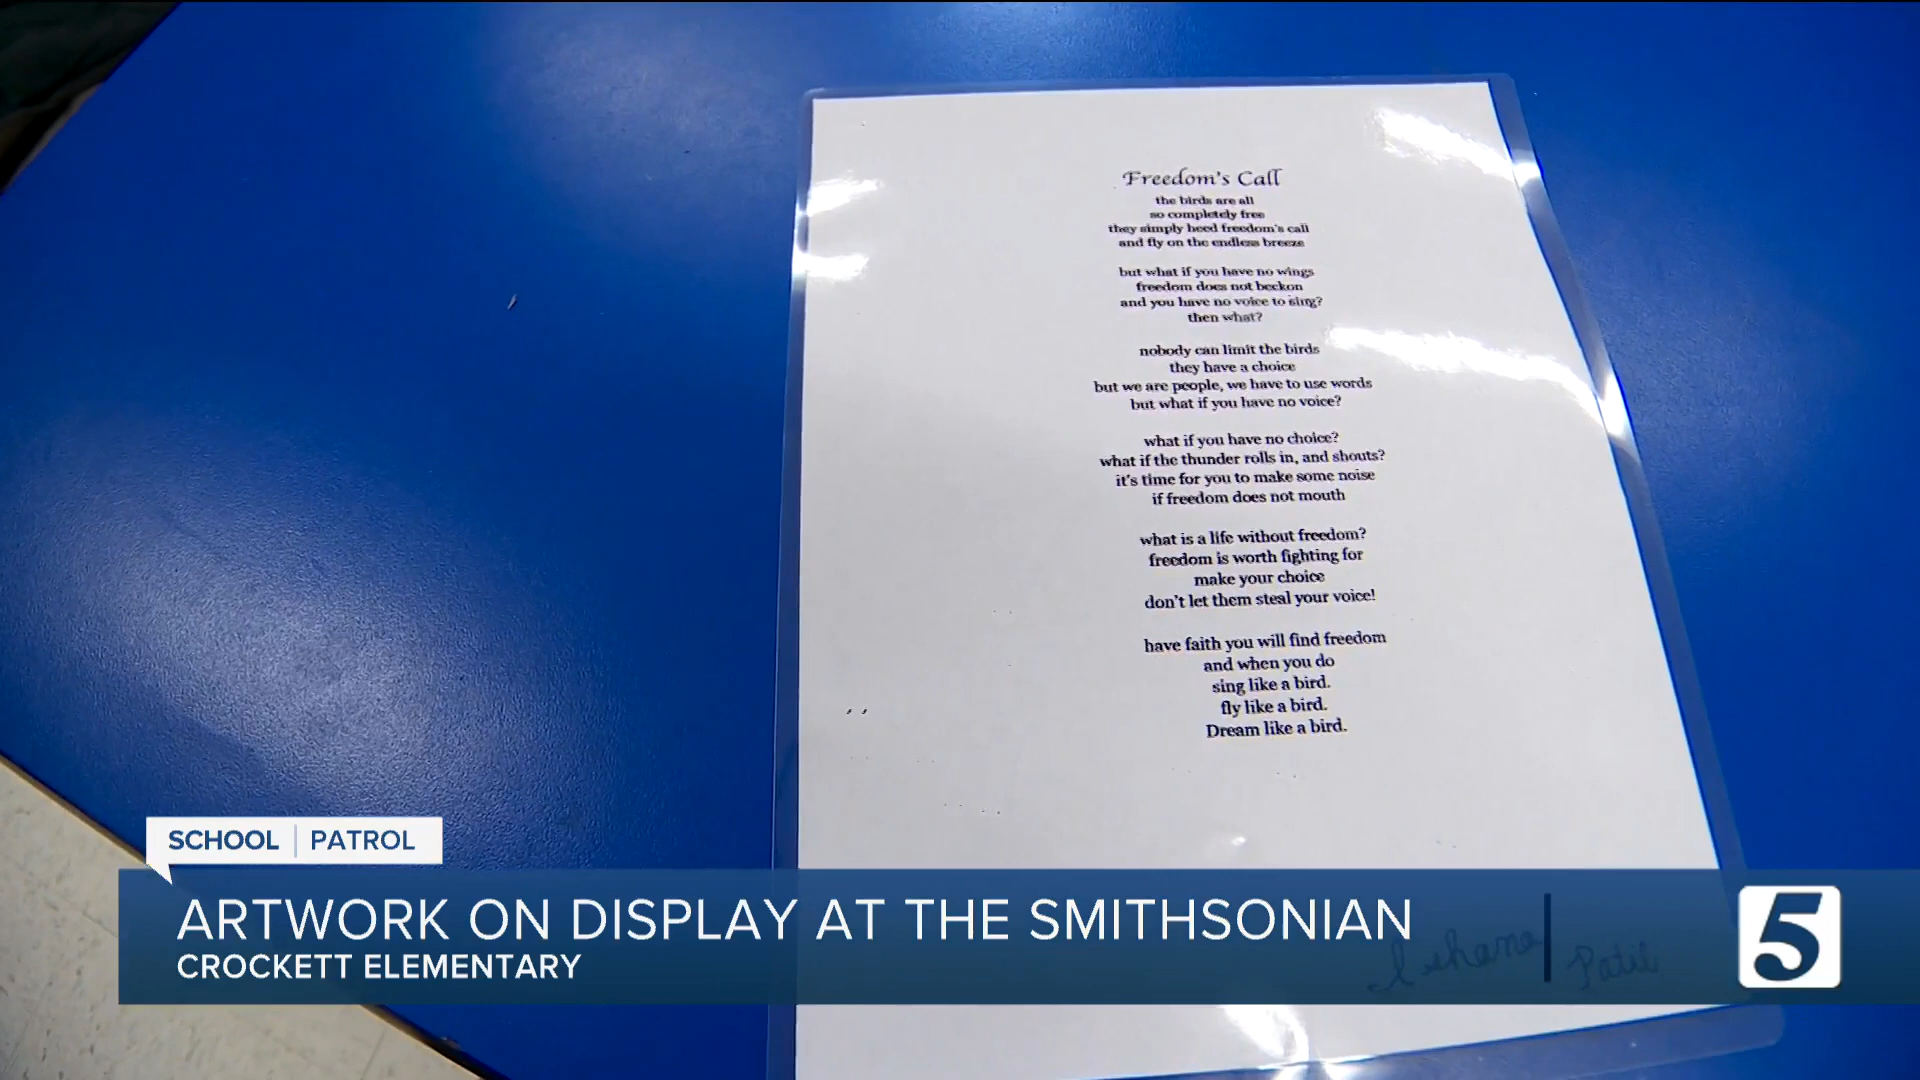 Freedom's Call
the birds are all
so completely free
they simply heed freedom's call
and fly on the endless breeze
but what if you have no wings
freedom does not beckon
and you have no voice to sing?
then what?
nobody can limit the birds
they have a choice
but we are people, we have to use words
but what if you have no voice?
what if you have no choice?
what if the thunder rolls in, and shouts?
it's time for you to make some noise
if freedom does not mouth
what is a life without freedom?
freedom is worth fighting for
make your choice
don't let them steal your voice!
have faith you will find freedom
and when you do
sing like a bird.
fly like a bird.
Dream like a bird.
SCHOOL | PATROL
ARTWORK ON DISPLAY AT THE SMITHSONIAN
CROCKETT ELEMENTARY
Patil
5